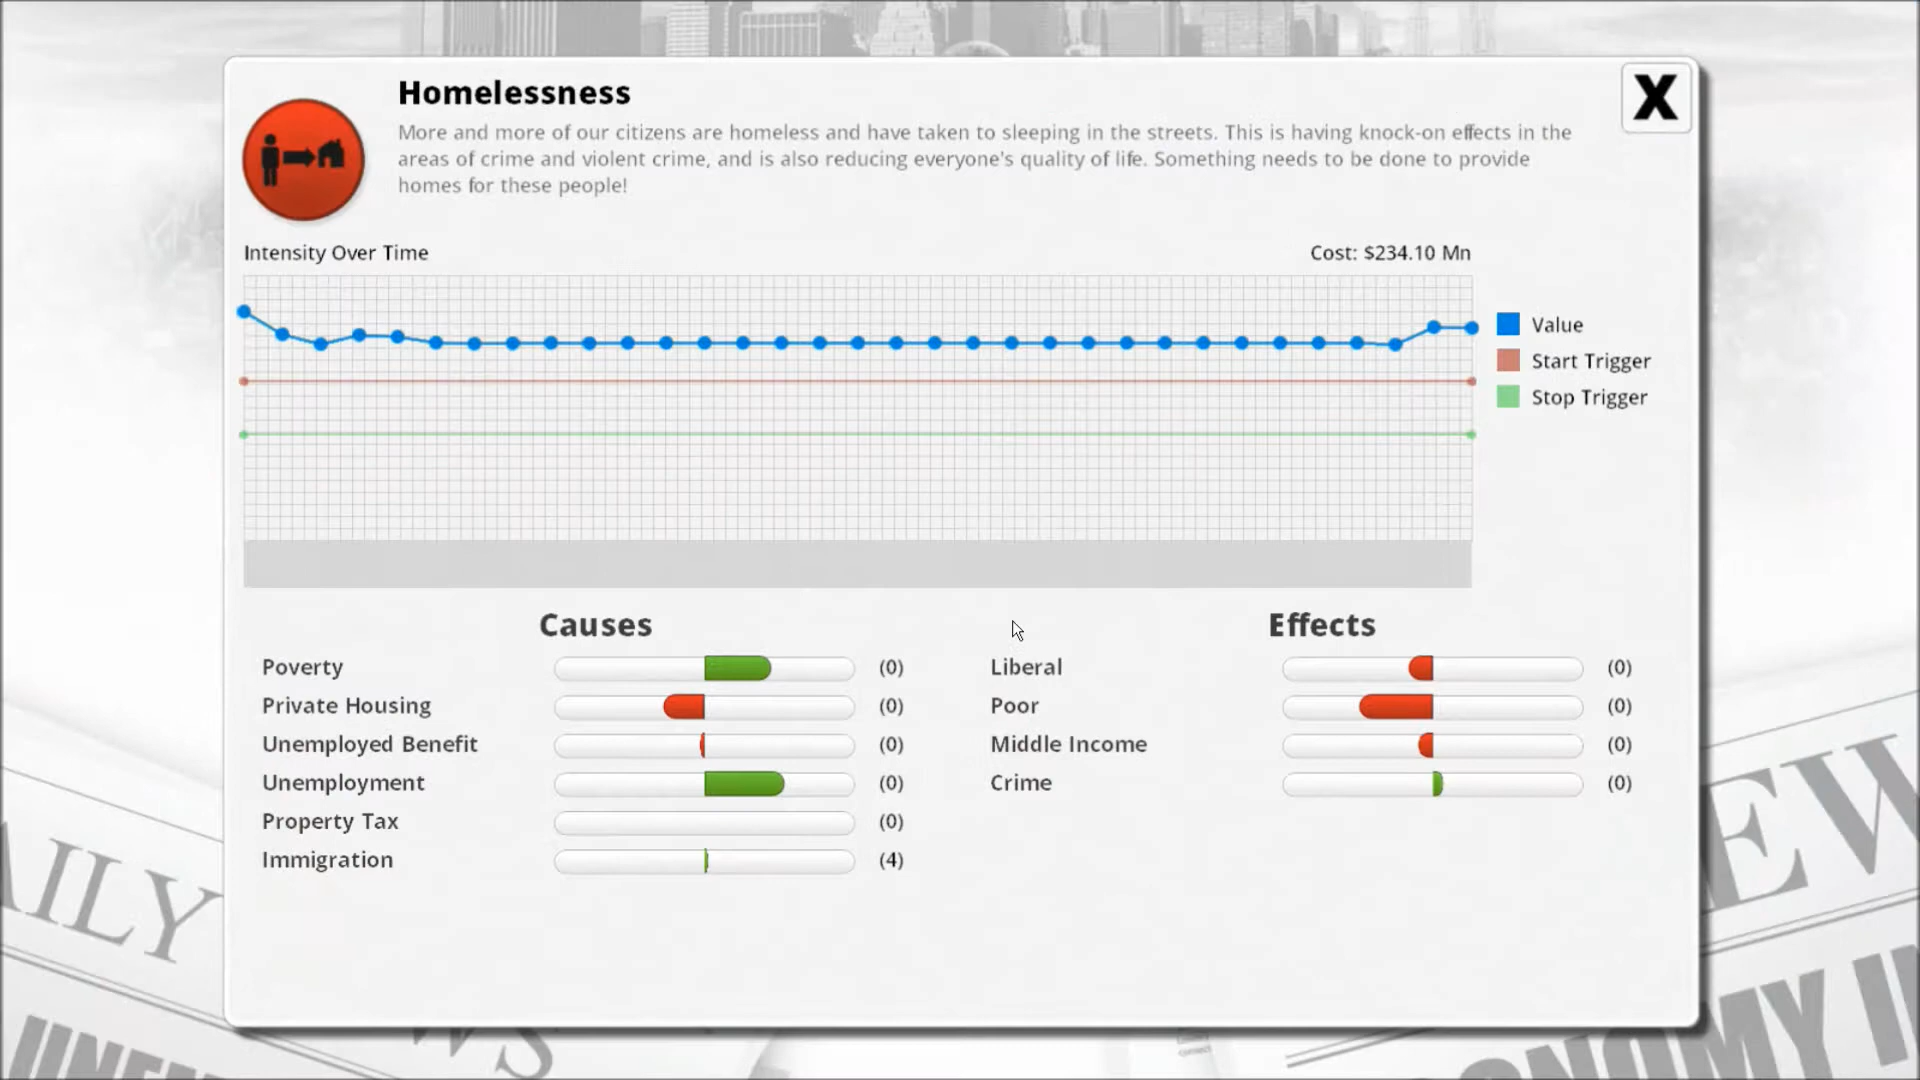 Homelessness
X
More and more of our citizens are homeless and have taken to sleeping in the streets. This is having knock-on effects in the
areas of crime and violent crime, and is also reducing everyone's quality of life. Something needs to be done to provide
homes for these people!
Intensity Over Time
Cost: $234.10 Mn
Value
Start Trigger
Stop Trigger
Causes
Effects
Poverty (0)
Private Housing (0)
Unemployed Benefit (0)
Unemployment (0)
Property Tax (0)
Immigration (4)
Liberal (0)
Poor (0)
Middle Income (0)
Crime (0)